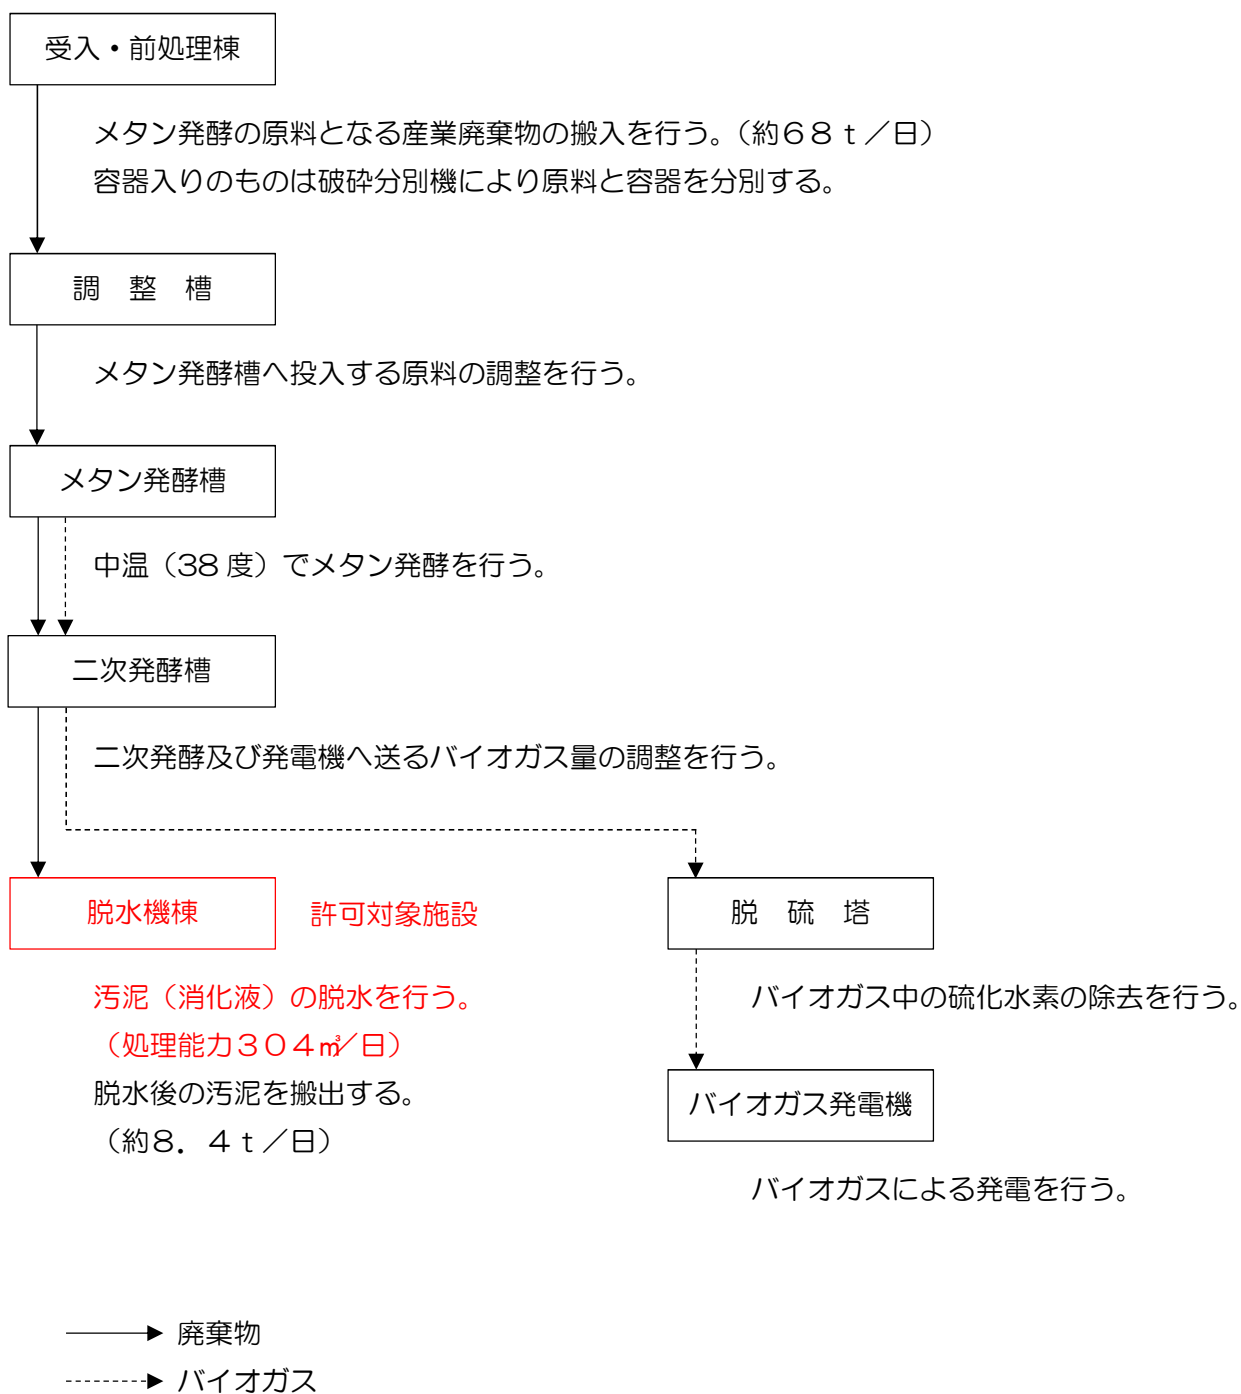 受入・前処理棟
メタン発酵の原料となる産業廃棄物の搬入を行う。（約６８ｔ／日）
容器入りのものは破砕分別機により原料と容器を分別する。
調　整　槽
メタン発酵槽へ投入する原料の調整を行う。
メタン発酵槽
中温（38 度）でメタン発酵を行う。
二次発酵槽
二次発酵及び発電機へ送るバイオガス量の調整を行う。
脱水機棟
許可対象施設
汚泥（消化液）の脱水を行う。
（処理能力３０４㎥／日）
脱水後の汚泥を搬出する。
（約８．４ｔ／日）
脱　硫　塔
バイオガス中の硫化水素の除去を行う。
バイオガス発電機
バイオガスによる発電を行う。
廃棄物
バイオガス